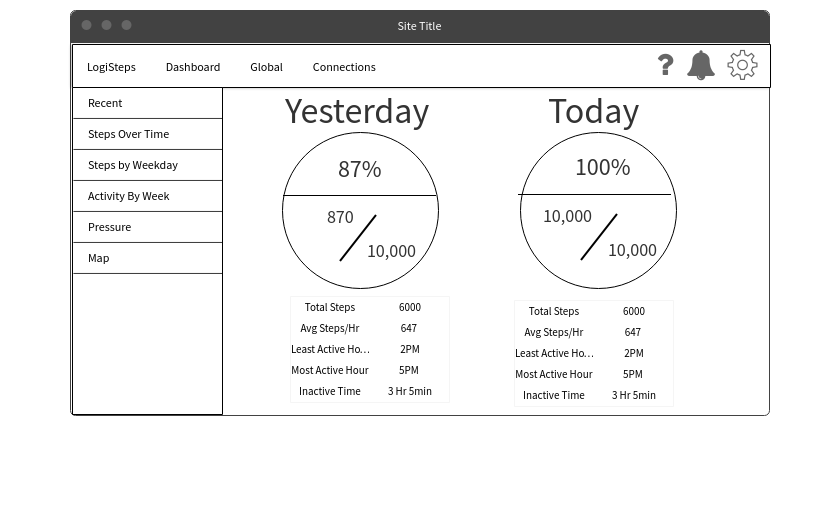 Site Title
LogiSteps Dashboard Global Connections ?
Recent
Steps Over Time
Steps by Weekday
Activity By Week
Pressure
Map
Yesterday
87%
870
10,000
Total Steps 6000
Avg Steps/Hr 647
Least Active Ho... 2PM
Most Active Hour 5PM
Inactive Time 3 Hr 5min
Today
100%
10,000
10,000
Total Steps 6000
Avg Steps/Hr 647
Least Active Ho... 2PM
Most Active Hour 5PM
Inactive Time 3 Hr 5min